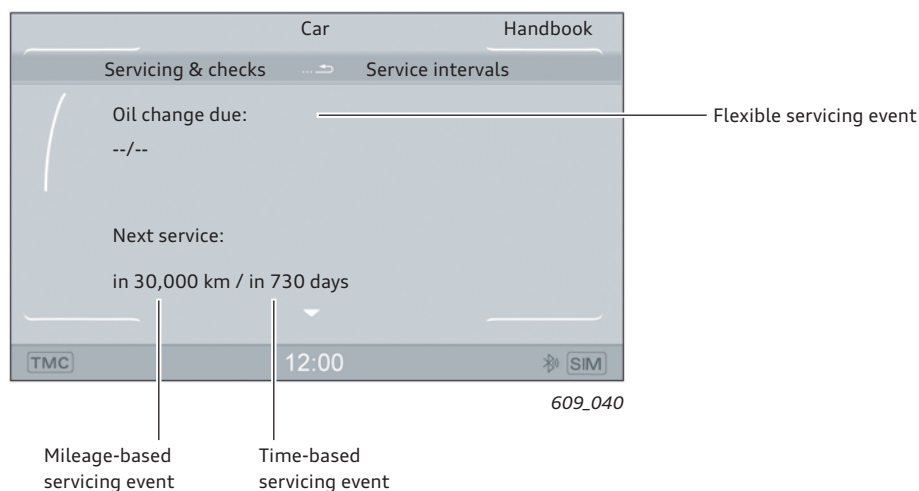 Car Handbook
Servicing & checks ... Service intervals
Oil change due:
Flexible servicing event
--/--
Next service:
in 30,000 km / in 730 days
TMC 12:00 SIM
609_040
Mileage-based
servicing event
Time-based
servicing event